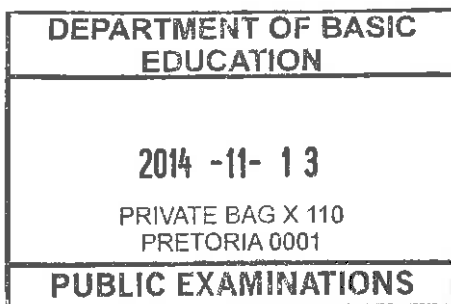 DEPARTMENT OF BASIC
EDUCATION
2014 -11- 13
PRIVATE BAG X 110
PRETORIA 0001
PUBLIC EXAMINATIONS